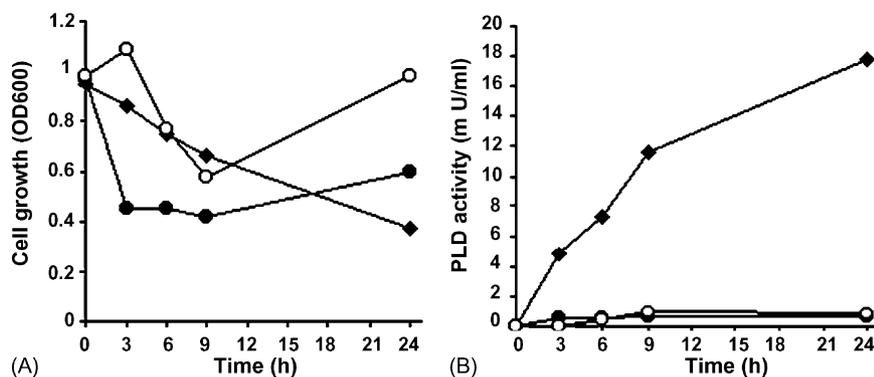 Cell growth (OD600)
1.2
1
0.8
0.6
0.4
0.2
0
0 3 6 9 12 15 18 21 24
Time (h)
(A)
PLD activity (m U/ml)
20
18
16
14
12
10
8
6
4
2
0
0 3 6 9 12 15 18 21 24
Time (h)
(B)